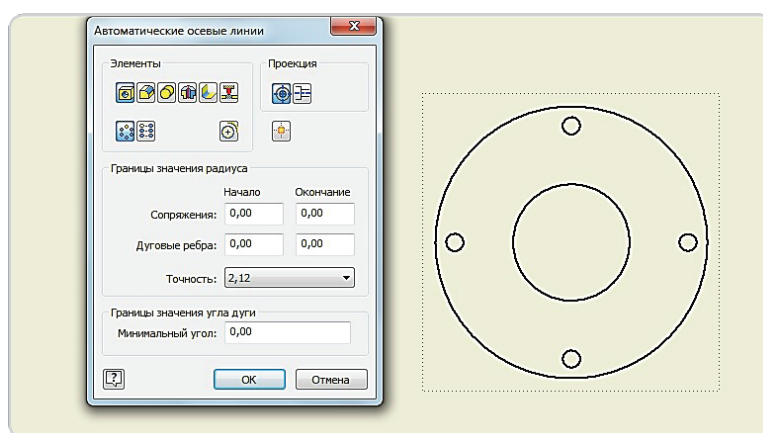 Автоматические осевые линии
Элементы
Проекция
Границы значения радиуса
Начало Окончание
Сопряжения: 0,00 0,00
Дуговые ребра: 0,00 0,00
Точность: 2,12
Границы значения угла дуги
Минимальный угол: 0,00
? OK Отмена